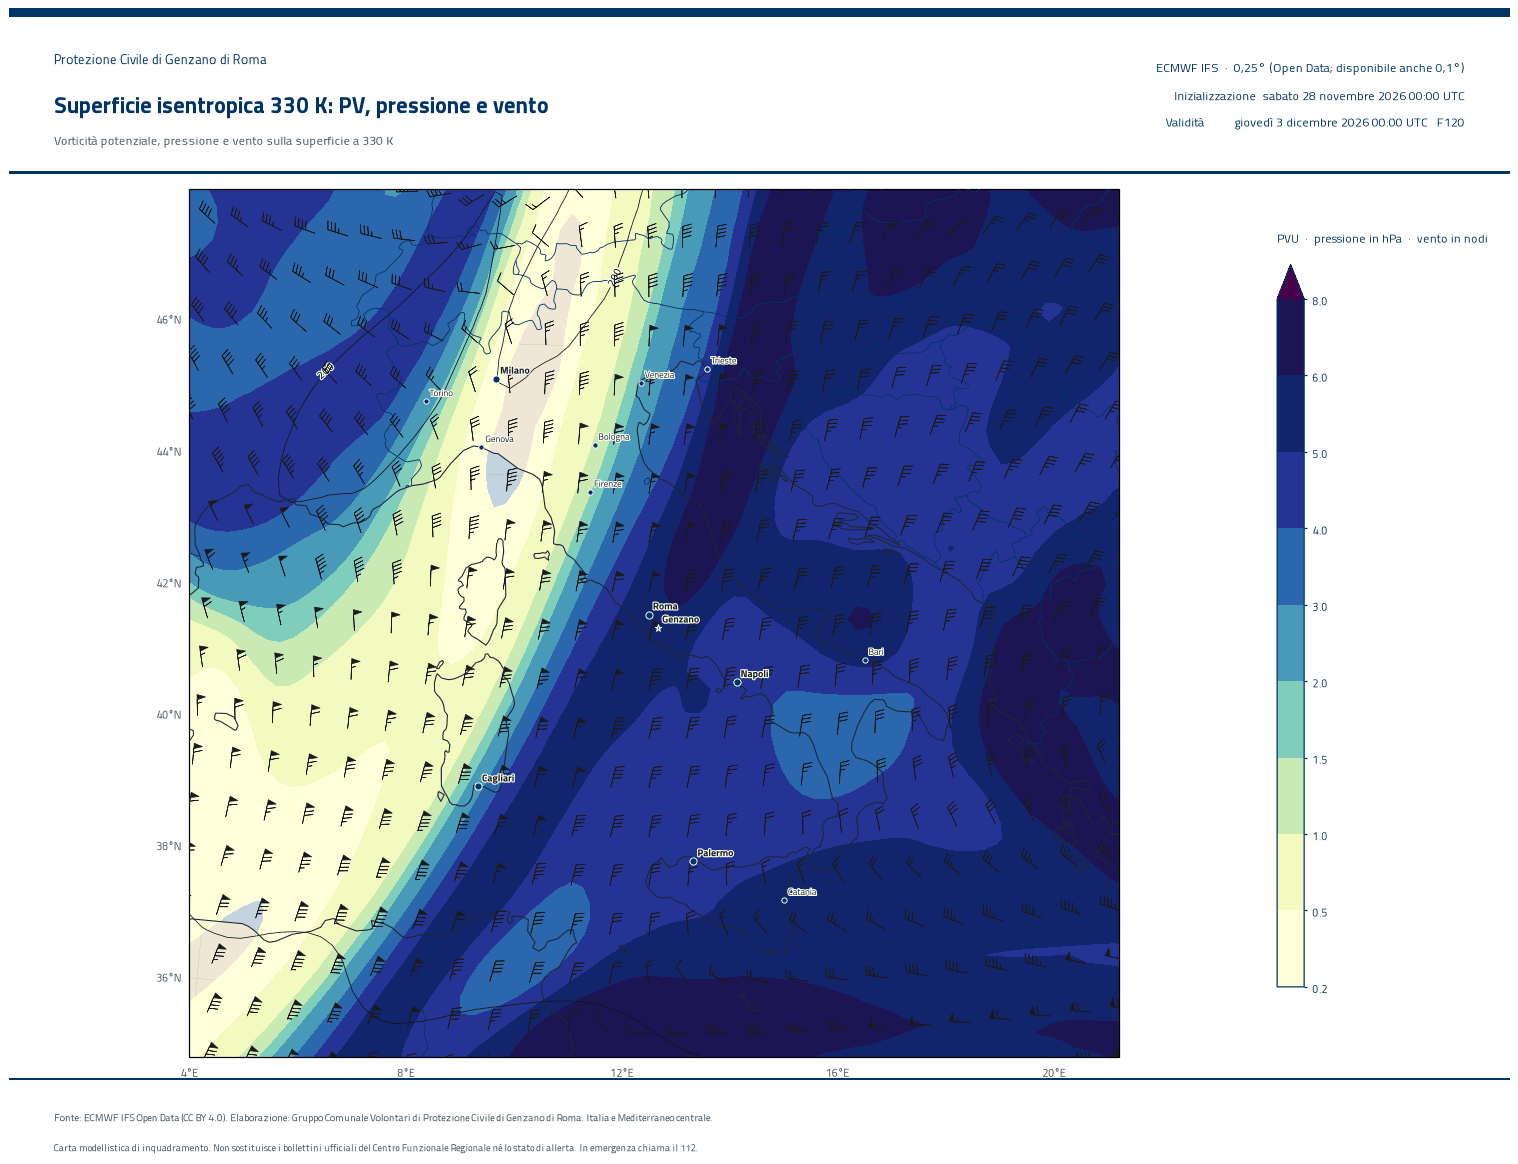 Protezione Civile di Genzano di Roma
Superficie isentropica 330 K: PV, pressione e vento
Vorticità potenziale, pressione e vento sulla superficie a 330 K
ECMWF IFS · 0,25° (Open Data; disponibile anche 0,1°)
Inizializzazione sabato 28 novembre 2026 00:00 UTC
Validità giovedì 3 dicembre 2026 00:00 UTC F120
PVU · pressione in hPa · vento in nodi
8.0
6.0
5.0
4.0
3.0
2.0
1.5
1.0
0.5
0.2
46°N
44°N
42°N
40°N
38°N
36°N
4°E
8°E
12°E
16°E
20°E
Trieste
Milano
Venezia
Torino
Genova
Bologna
Firenze
Roma
Genzano
Bari
Napoli
Cagliari
Palermo
Catania
Fonte: ECMWF IFS Open Data (CC BY 4.0). Elaborazione: Gruppo Comunale Volontari di Protezione Civile di Genzano di Roma. Italia e Mediterraneo centrale.
Carta modellistica di inquadramento. Non sostituisce i bollettini ufficiali del Centro Funzionale Regionale né lo stato di allerta. In emergenza chiama il 112.